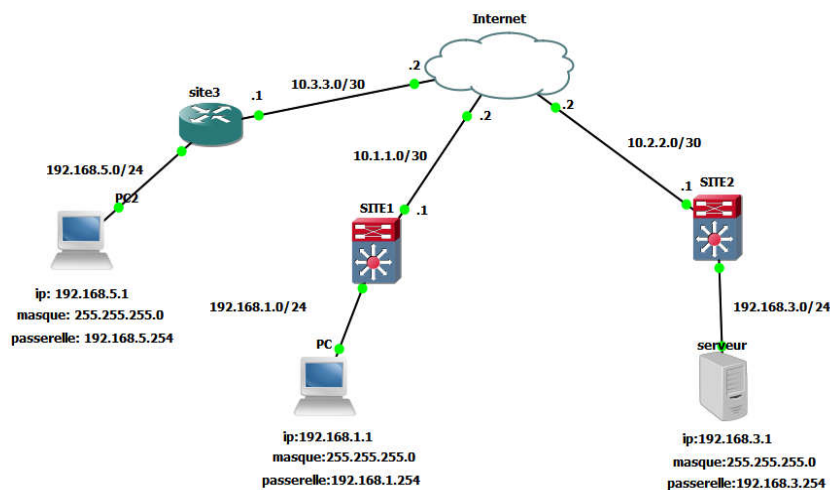 Internet
.2
10.3.3.0/30
site3
.1
.2
.2
10.2.2.0/30
10.1.1.0/30
192.168.5.0/24
.1
SITE2
PC2
SITE1
.1
ip: 192.168.5.1
masque: 255.255.255.0
passerelle: 192.168.5.254
192.168.1.0/24
192.168.3.0/24
PC
serveur
ip:192.168.1.1
masque:255.255.255.0
passerelle:192.168.1.254
ip:192.168.3.1
masque:255.255.255.0
passerelle:192.168.3.254